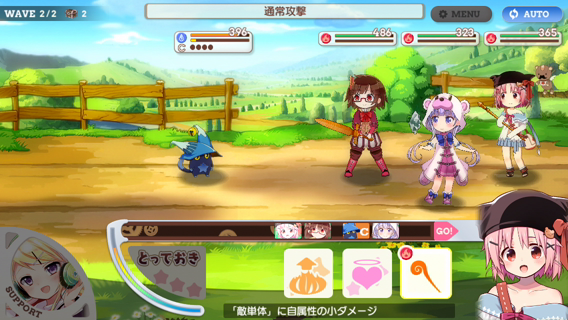 WAVE 2/2 2
通常攻撃
MENU
AUTO
396
C
486
323
365
C
GO!
とっておき
SUPPORT
「敵単体」に自属性の小ダメージ